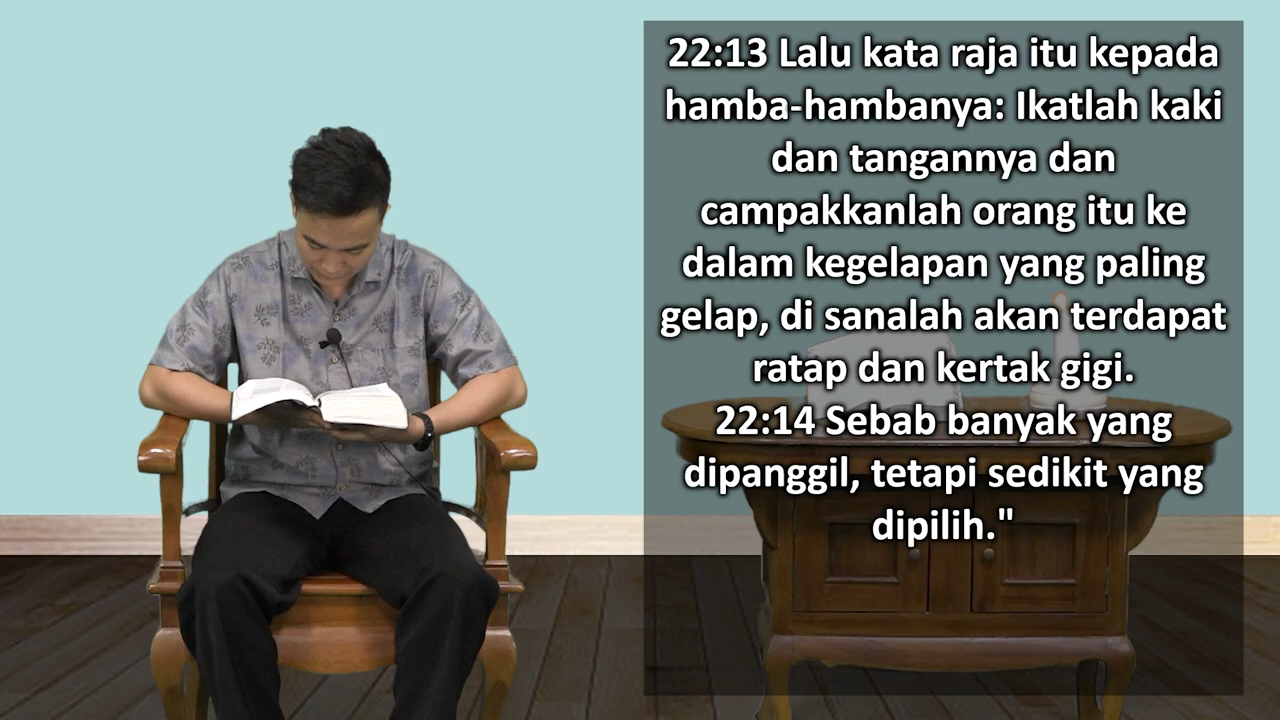 22:13 Lalu kata raja itu kepada
hamba-hambanya: Ikatlah kaki
dan tangannya dan
campakkanlah orang itu ke
dalam kegelapan yang paling
gelap, di sanalah akan terdapat
ratap dan kertak gigi.
22:14 Sebab banyak yang
dipanggil, tetapi sedikit yang
dipilih."